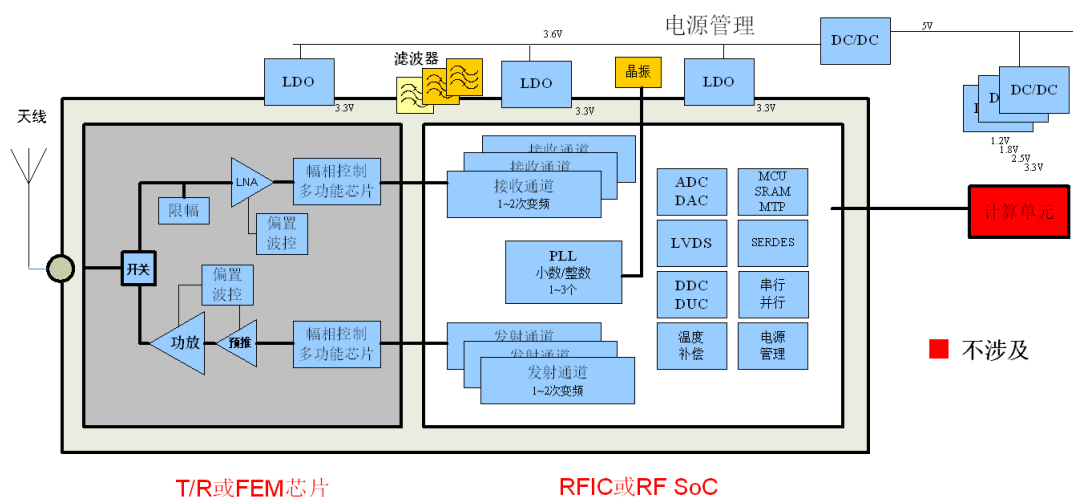 电源管理
3.6V
DC/DC
5V
滤波器
LDO
LDO
晶振
LDO
DC/DC
3.3V
3.3V
3.3V
1.2V
1.8V
2.5V
3.3V
天线
LNA
幅相控制
多功能芯片
限幅
偏置
波控
接收通道
接收通道
接收通道
1~2次变频
ADC
DAC
MCU
SRAM
MTP
计算单元
开关
PLL
小数/整数
1~3个
LVDS
SERDES
偏置
波控
DDC
DUC
串行
并行
功放
预推
幅相控制
多功能芯片
发射通道
发射通道
发射通道
1~2次变频
温度
补偿
电源
管理
不涉及
T/R或FEM芯片
RFIC或RF SoC